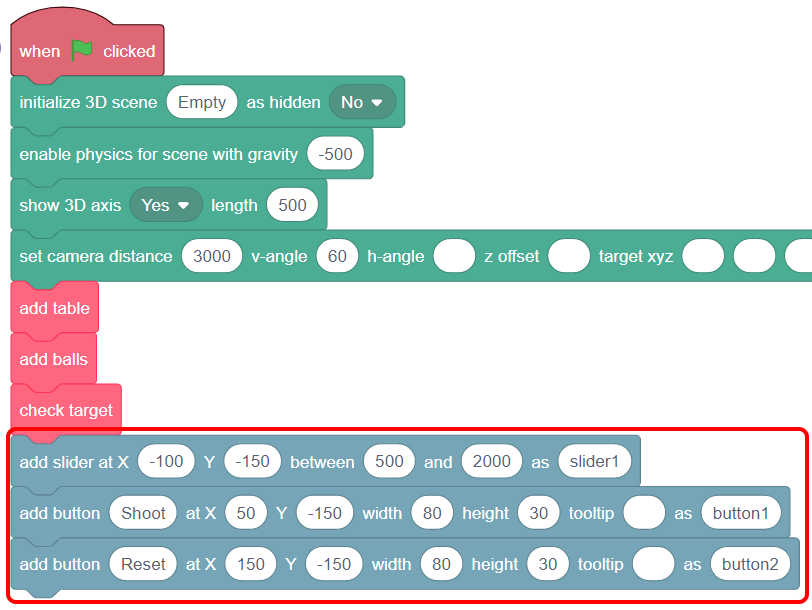 when clicked
initialize 3D scene Empty as hidden No
enable physics for scene with gravity -500
show 3D axis Yes length 500
set camera distance 3000 v-angle 60 h-angle z offset target xyz
add table
add balls
check target
add slider at X -100 Y -150 between 500 and 2000 as slider1
add button Shoot at X 50 Y -150 width 80 height 30 tooltip as button1
add button Reset at X 150 Y -150 width 80 height 30 tooltip as button2